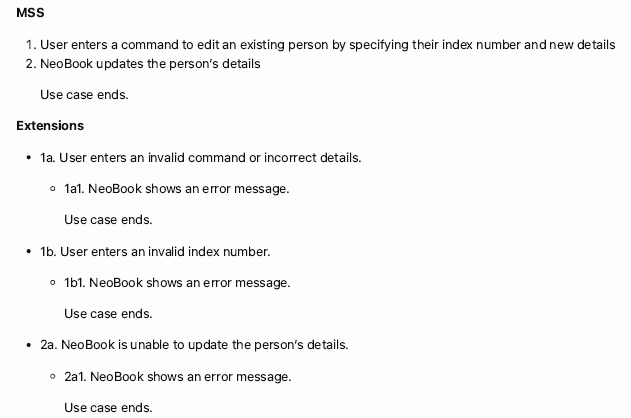 MSS
1. User enters a command to edit an existing person by specifying their index number and new details
2. NeoBook updates the person's details
Use case ends.
Extensions
• 1a. User enters an invalid command or incorrect details.
◦ 1a1. NeoBook shows an error message.
Use case ends.
• 1b. User enters an invalid index number.
◦ 1b1. NeoBook shows an error message.
Use case ends.
• 2a. NeoBook is unable to update the person's details.
◦ 2a1. NeoBook shows an error message.
Use case ends.